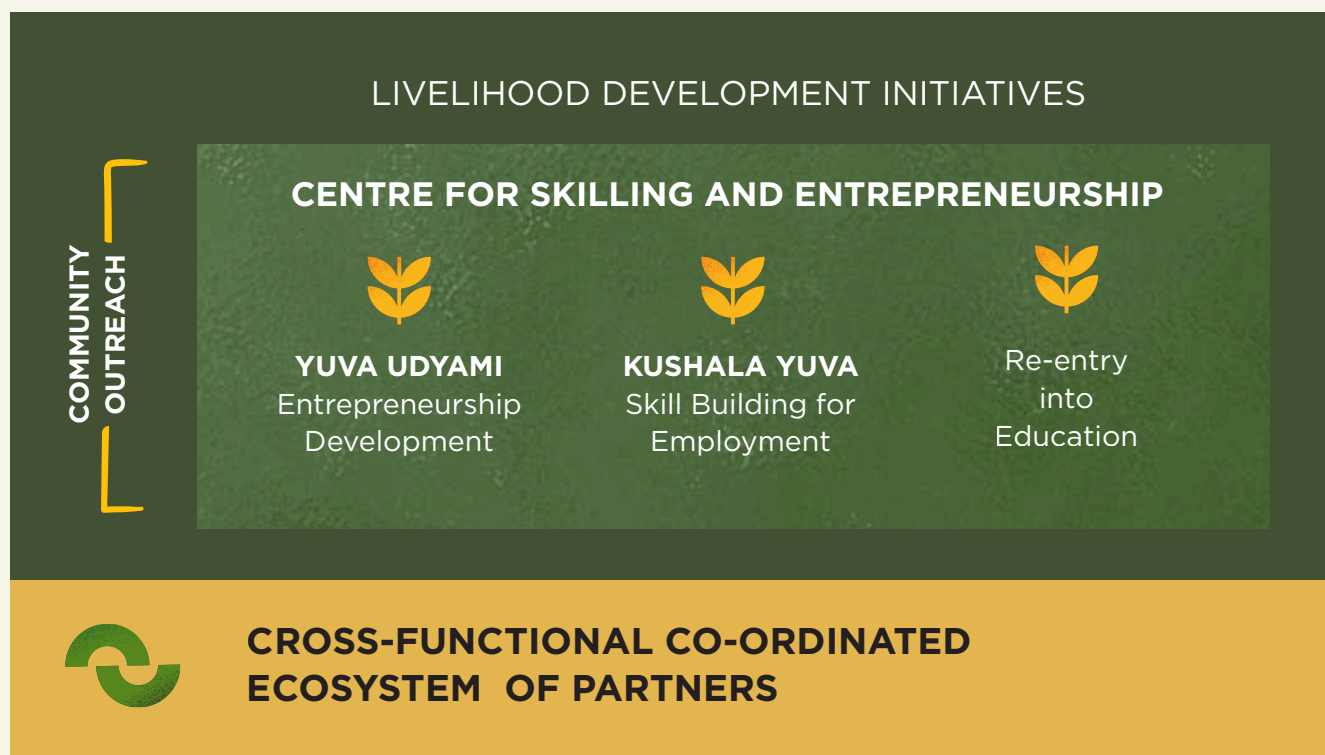 LIVELIHOOD DEVELOPMENT INITIATIVES
COMMUNITY
OUTREACH
CENTRE FOR SKILLING AND ENTREPRENEURSHIP
YUVA UDYAMI
Entrepreneurship
Development
KUSHALA YUVA
Skill Building for
Employment
Re-entry
into
Education
CROSS-FUNCTIONAL CO-ORDINATED
ECOSYSTEM OF PARTNERS